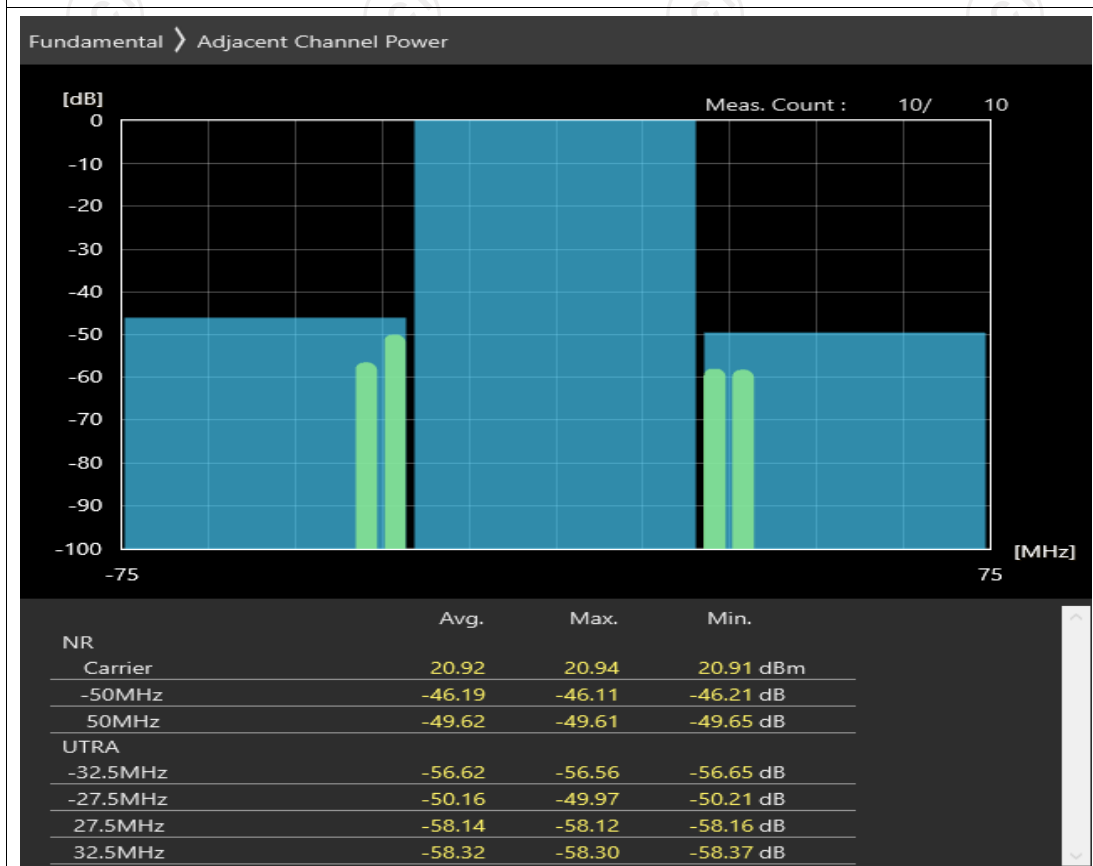 Fundamental 〉 Adjacent Channel Power
[dB]
Meas. Count : 10/ 10
0
-10
-20
-30
-40
-50
-60
-70
-80
-90
-100
[MHz]
-75 75
Avg. Max. Min.
NR
Carrier 20.92 20.94 20.91 dBm
-50MHz -46.19 -46.11 -46.21 dB
50MHz -49.62 -49.61 -49.65 dB
UTRA
-32.5MHz -56.62 -56.56 -56.65 dB
-27.5MHz -50.16 -49.97 -50.21 dB
27.5MHz -58.14 -58.12 -58.16 dB
32.5MHz -58.32 -58.30 -58.37 dB